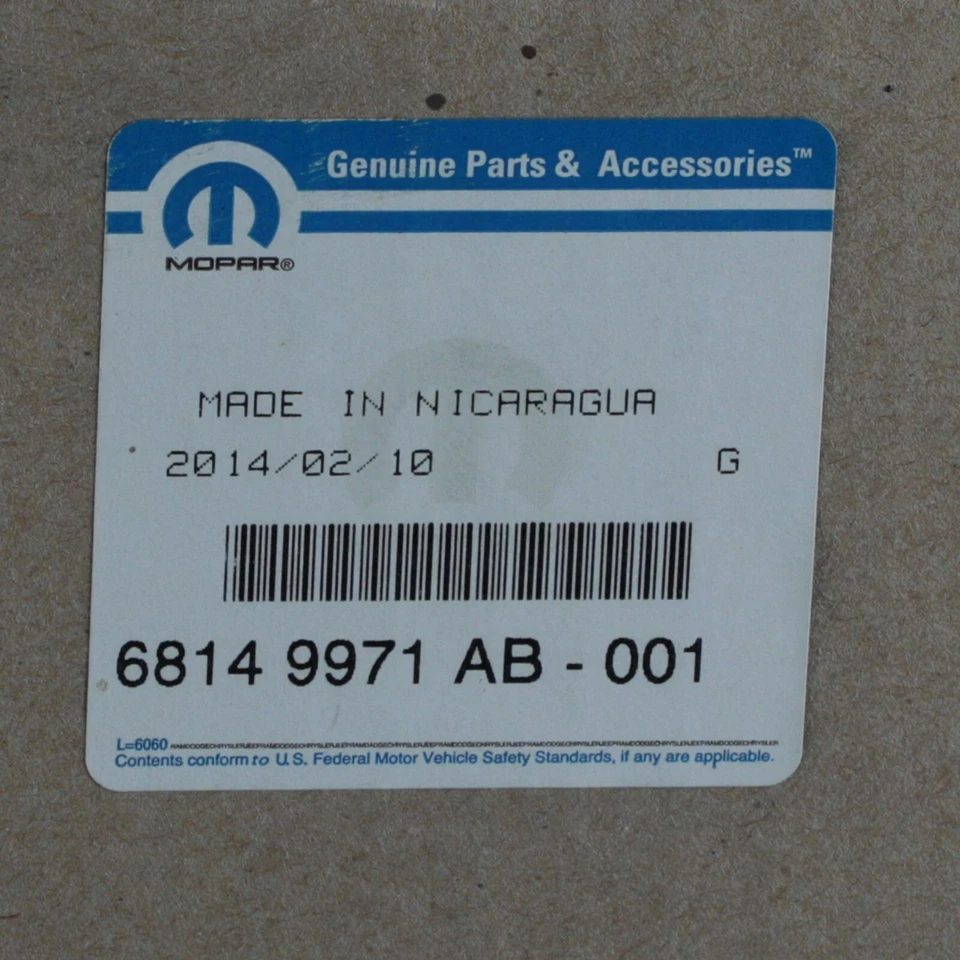 Genuine Parts & Accessories™
MOPAR®
MADE IN NICARAGUA
2014/02/10 G
6814 9971 AB - 001
L=6060
Contents conform to U.S. Federal Motor Vehicle Safety Standards, if any are applicable.